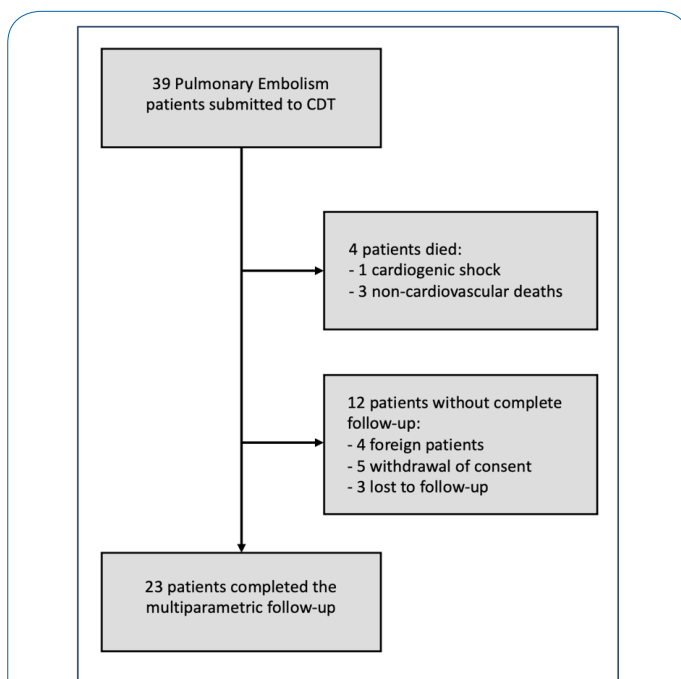 39 Pulmonary Embolism
patients submitted to CDT
4 patients died:
- 1 cardiogenic shock
- 3 non-cardiovascular deaths
12 patients without complete
follow-up:
- 4 foreign patients
- 5 withdrawal of consent
- 3 lost to follow-up
23 patients completed the
multiparametric follow-up